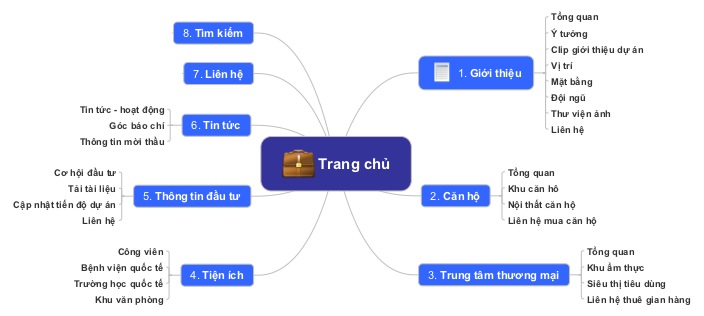 Trang chủ
1. Giới thiệu
Tổng quan
Ý tưởng
Clip giới thiệu dự án
Vị trí
Mặt bằng
Đội ngũ
Thư viện ảnh
Liên hệ
2. Căn hộ
Tổng quan
Khu căn hô
Nội thất căn hộ
Liên hệ mua căn hộ
3. Trung tâm thương mại
Tổng quan
Khu ẩm thực
Siêu thị tiêu dùng
Liên hệ thuê gian hàng
4. Tiện ích
Công viên
Bệnh viện quốc tế
Trường học quốc tế
Khu văn phòng
5. Thông tin đầu tư
Cơ hội đầu tư
Tải tài liệu
Cập nhật tiến độ dự án
Liên hệ
6. Tin tức
Tin tức - hoạt động
Góc báo chí
Thông tin mời thầu
7. Liên hệ
8. Tìm kiếm